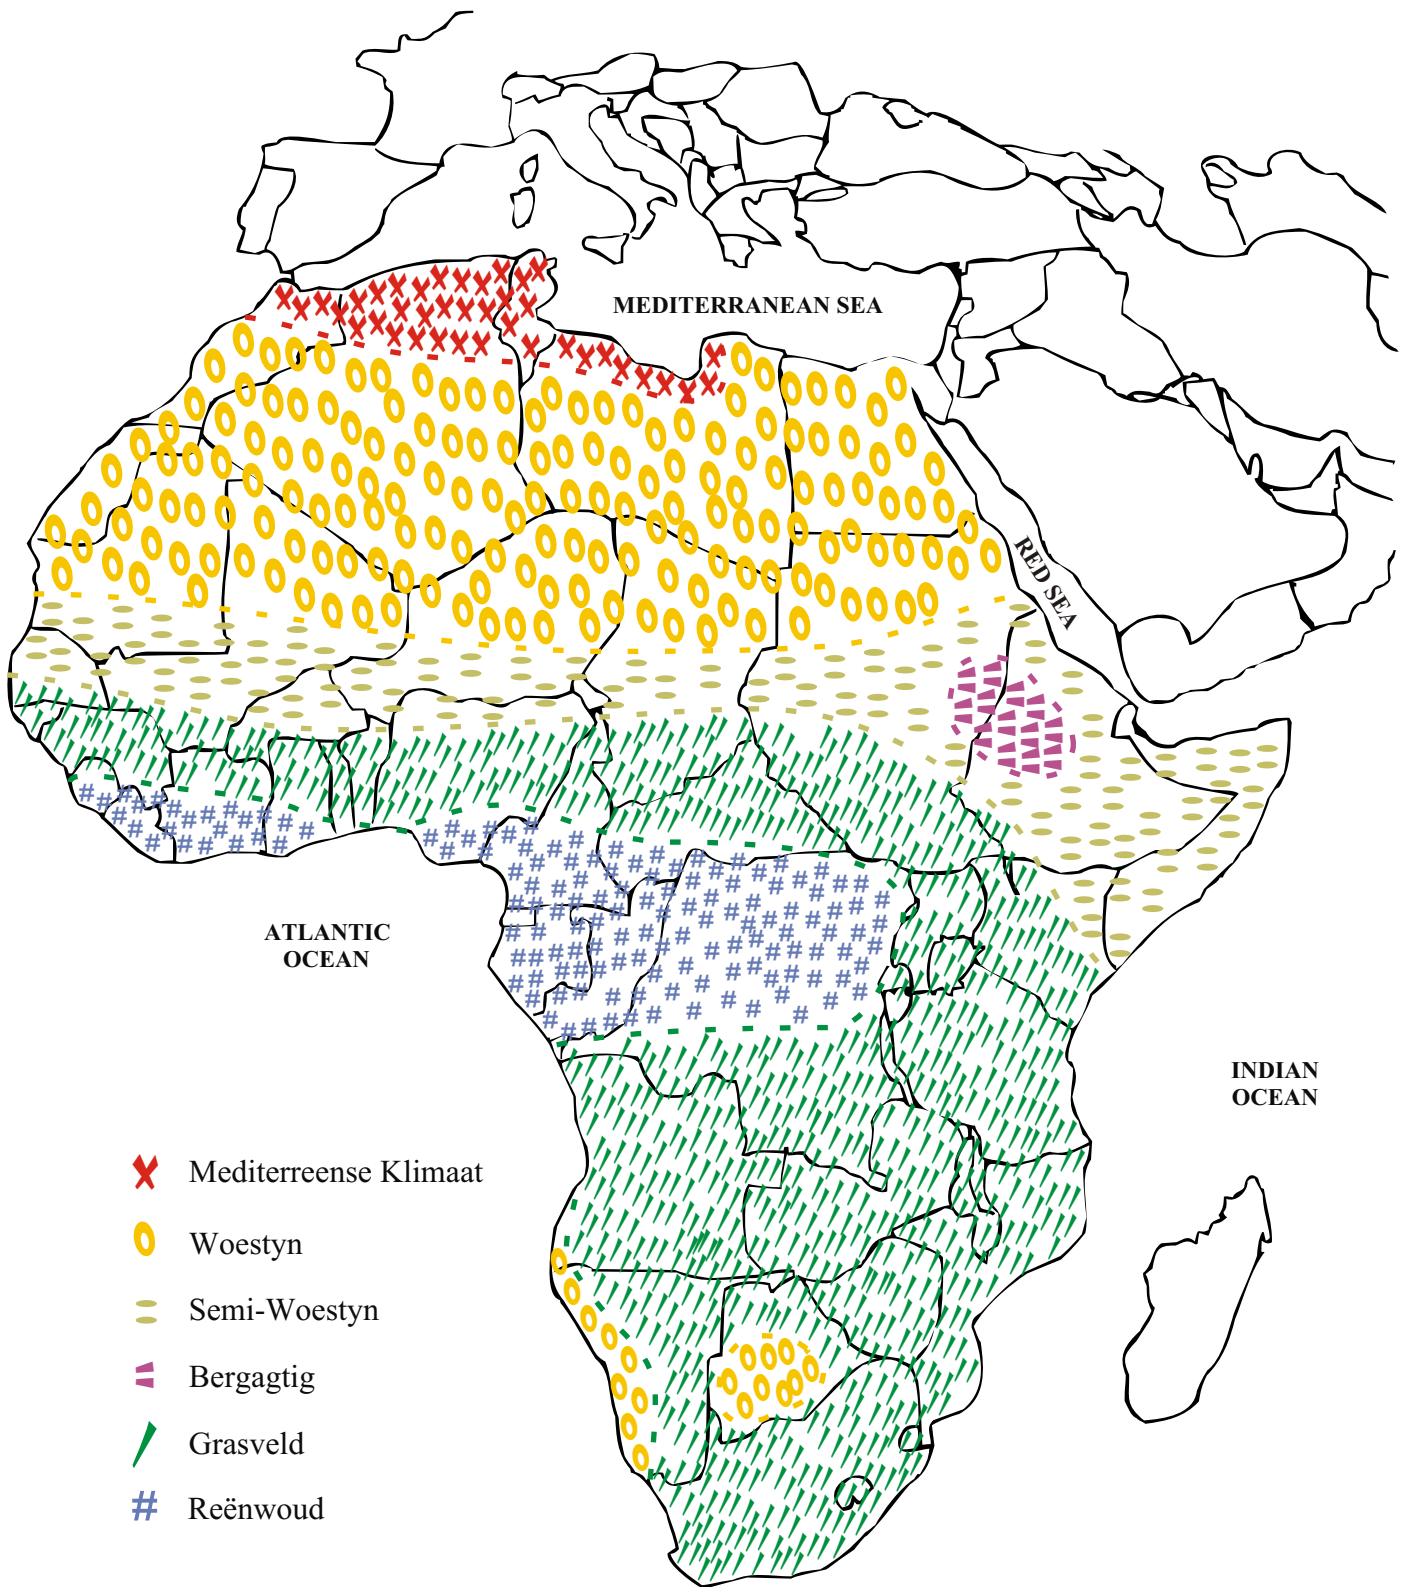 MEDITERRANEAN SEA
RED SEA
ATLANTIC
OCEAN
INDIAN
OCEAN
Mediterreense Klimaat
Woestyn
Semi-Woestyn
Bergagtig
Grasveld
Reënwoud